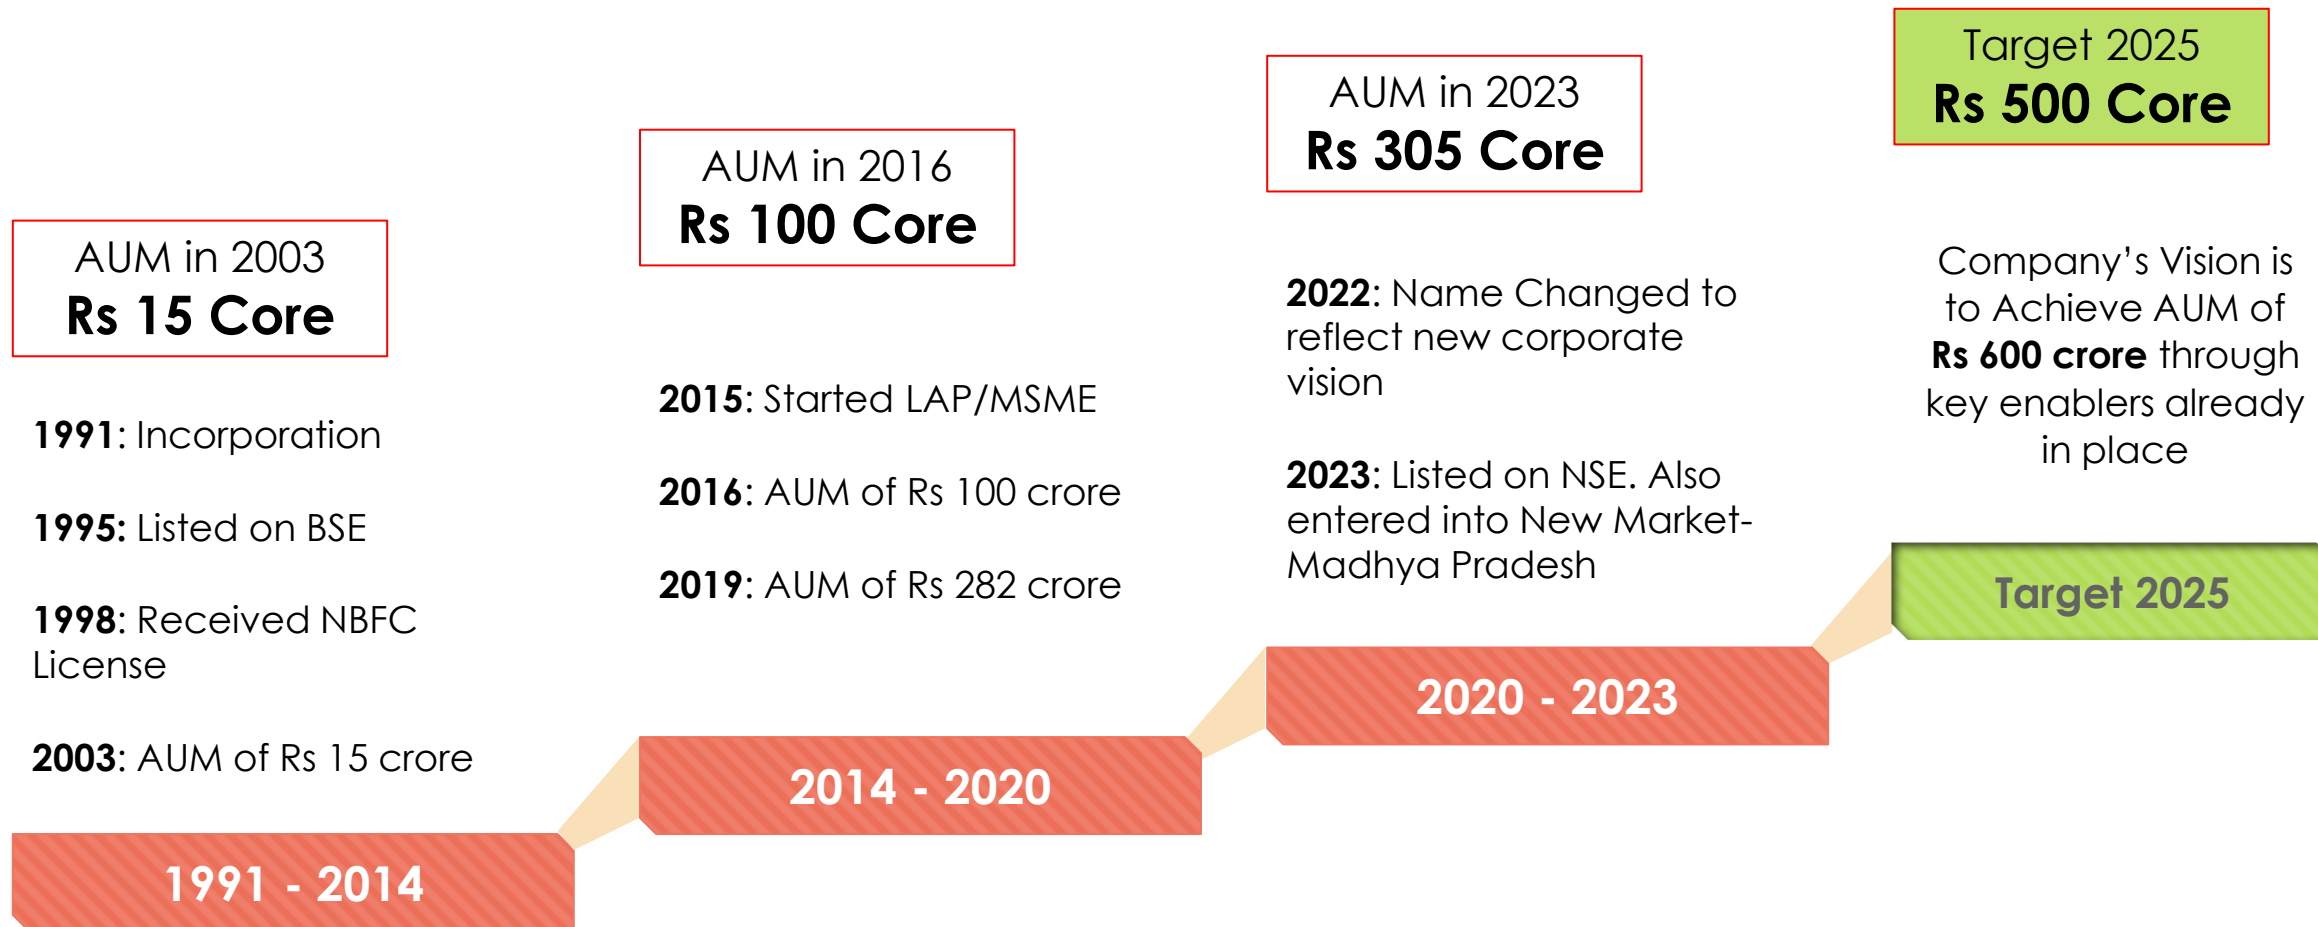 AUM in 2003
Rs 15 Core
1991: Incorporation
1995: Listed on BSE
1998: Received NBFC
License
2003: AUM of Rs 15 crore
1991 - 2014
AUM in 2016
Rs 100 Core
2015: Started LAP/MSME
2016: AUM of Rs 100 crore
2019: AUM of Rs 282 crore
2014 - 2020
AUM in 2023
Rs 305 Core
2022: Name Changed to
reflect new corporate
vision
2023: Listed on NSE. Also
entered into New Market-
Madhya Pradesh
2020 - 2023
Target 2025
Rs 500 Core
Company’s Vision is
to Achieve AUM of
Rs 600 crore through
key enablers already
in place
Target 2025